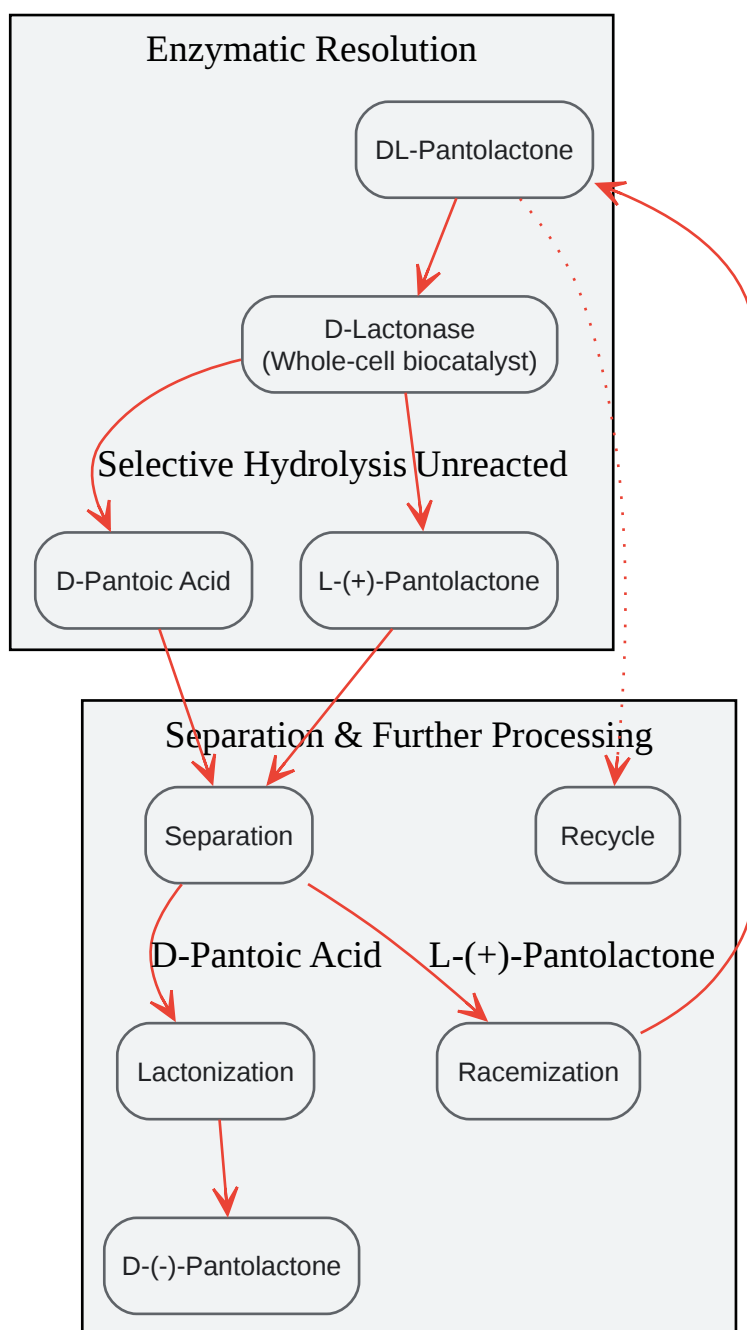 Enzymatic Resolution
DL-Pantolactone
D-Lactonase
(Whole-cell biocatalyst)
Selective Hydrolysis
Unreacted
D-Pantoic Acid
L-(+)-Pantolactone
Separation & Further Processing
Separation
Recycle
D-Pantoic Acid
L-(+)-Pantolactone
Lactonization
Racemization
D-(-)-Pantolactone